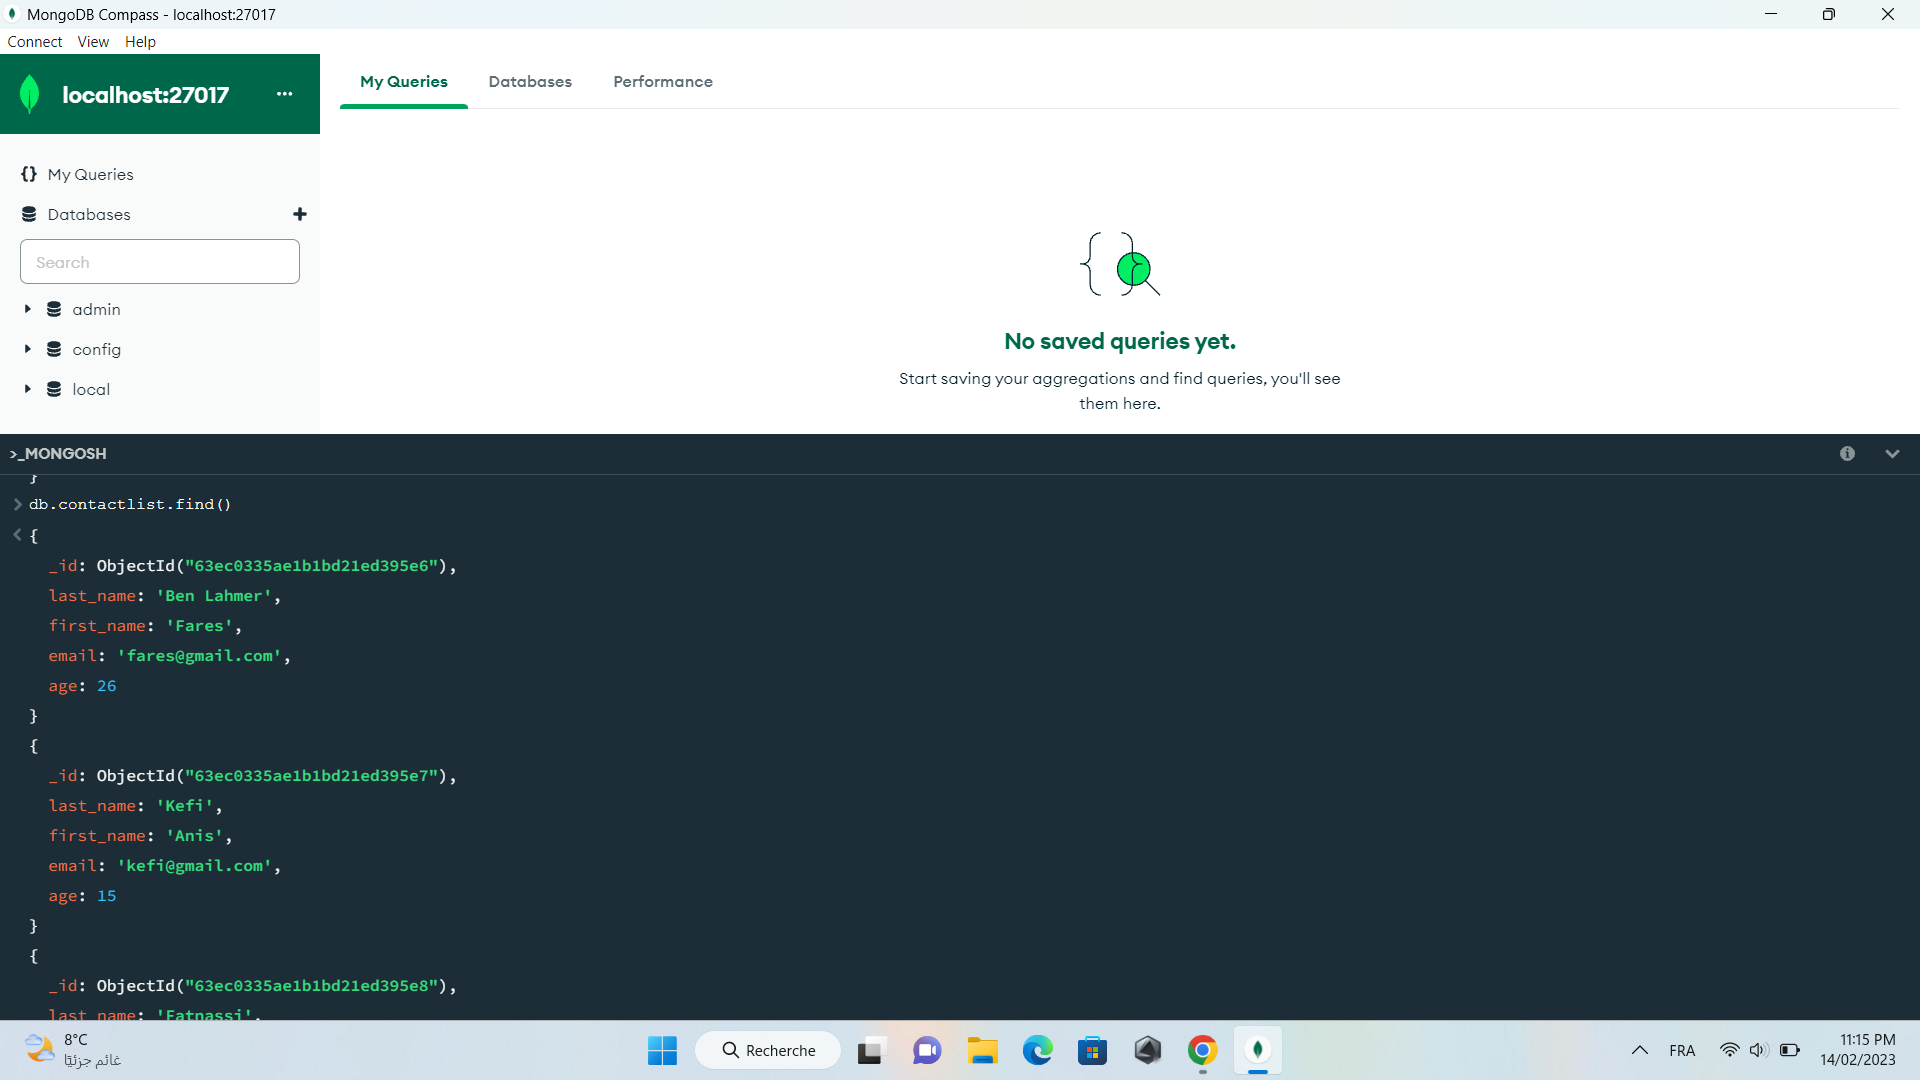 MongoDB Compass - localhost:27017
Connect View Help
localhost:27017 ...
My Queries Databases Performance
{} My Queries
Databases +
Search
admin
config
local
No saved queries yet.
Start saving your aggregations and find queries, you'll see
them here.
>_MONGOSH
}
> db.contactlist.find()
< {
_id: ObjectId("63ec0335ae1b1bd21ed395e6"),
last_name: 'Ben Lahmer',
first_name: 'Fares',
email: 'fares@gmail.com',
age: 26
}
{
_id: ObjectId("63ec0335ae1b1bd21ed395e7"),
last_name: 'Kefi',
first_name: 'Anis',
email: 'kefi@gmail.com',
age: 15
}
{
_id: ObjectId("63ec0335ae1b1bd21ed395e8"),
last_name: 'Fatnassi',
8°C
غائم جزئيًا
Recherche
FRA
11:15 PM
14/02/2023